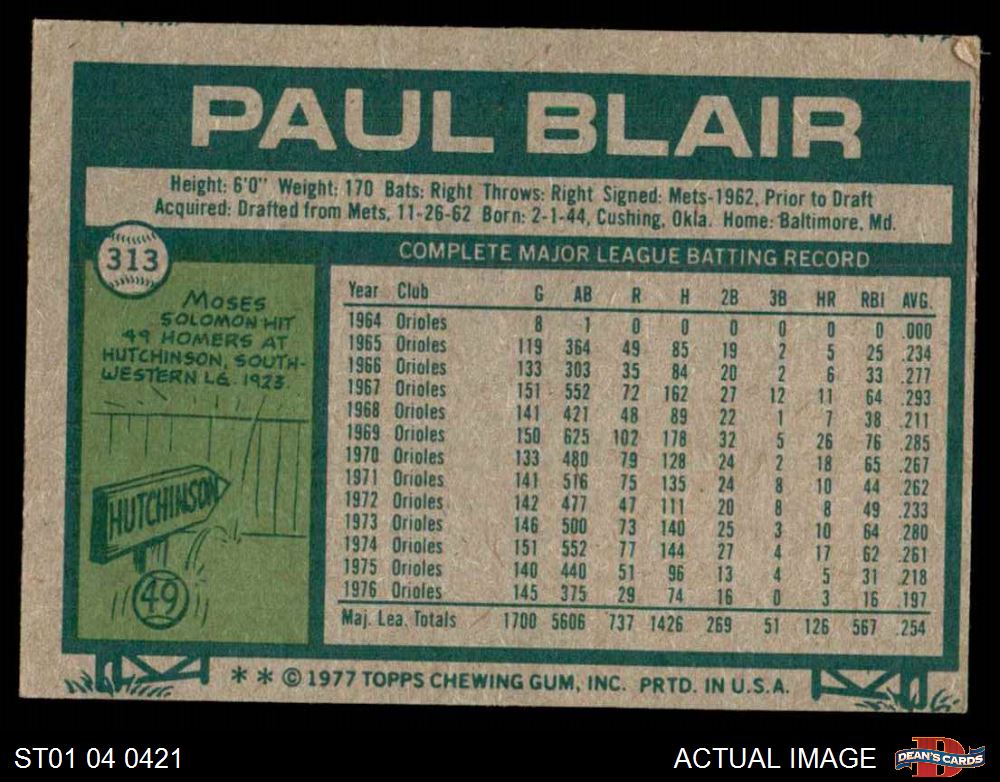 PAUL BLAIR
Height: 6'0" Weight: 170 Bats: Right Throws: Right Signed: Mets-1962, Prior to Draft
Acquired: Drafted from Mets, 11-26-62 Born: 2-1-44, Cushing, Okla. Home: Baltimore, Md.
313
COMPLETE MAJOR LEAGUE BATTING RECORD
MOSES
SOLOMON HIT
49 HOMERS AT
HUTCHINSON, SOUTH-
WESTERN LG. 1923.
HUTCHINSON
49
Year Club G AB R H 2B 3B HR RBI AVG.
1964 Orioles 8 1 0 0 0 0 0 0 .000
1965 Orioles 119 364 49 85 19 2 5 25 .234
1966 Orioles 133 303 35 84 20 2 6 33 .277
1967 Orioles 151 552 72 162 27 12 11 64 .293
1968 Orioles 141 421 48 89 22 1 7 38 .211
1969 Orioles 150 625 102 178 32 5 26 76 .285
1970 Orioles 133 480 79 128 24 2 18 65 .267
1971 Orioles 141 516 75 135 24 8 10 44 .262
1972 Orioles 142 477 47 111 20 8 8 49 .233
1973 Orioles 146 500 73 140 25 3 10 64 .280
1974 Orioles 151 552 77 144 27 4 17 62 .261
1975 Orioles 140 440 51 96 13 4 5 31 .218
1976 Orioles 145 375 29 74 16 0 3 16 .197
Maj. Lea. Totals 1700 5606 737 1426 269 51 126 567 .254
* * © 1977 TOPPS CHEWING GUM, INC. PRTD. IN U.S.A.
ST01 04 0421
ACTUAL IMAGE
D
DEAN'S CARDS